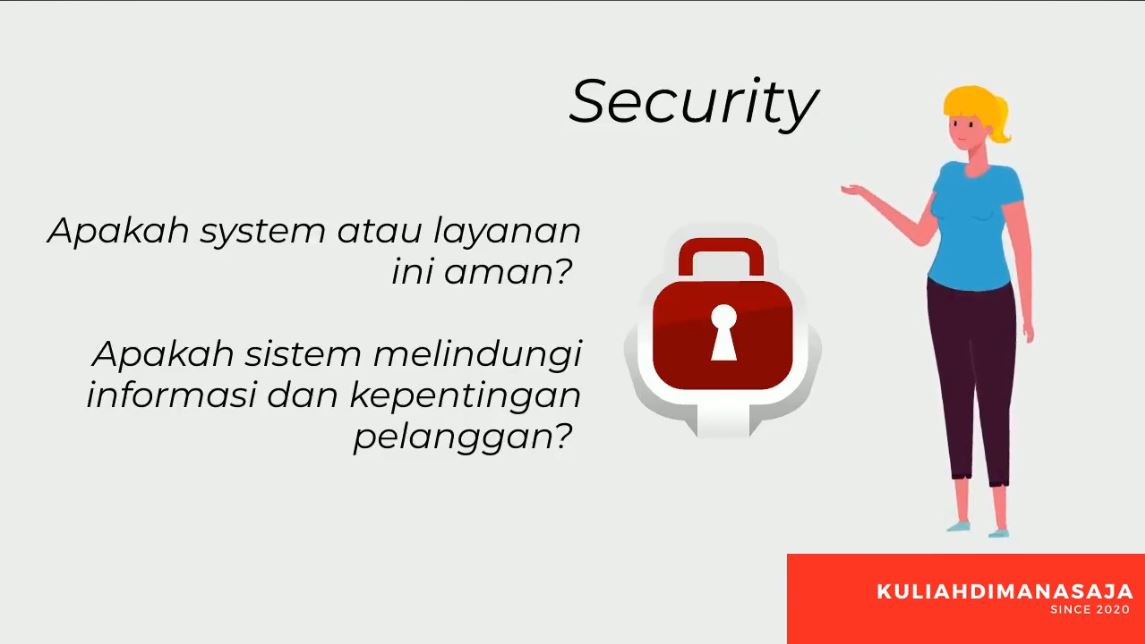 Security
Apakah system atau layanan
ini aman?
Apakah sistem melindungi
informasi dan kepentingan
pelanggan?
KULIAHDIMANASAJA
SINCE 2020